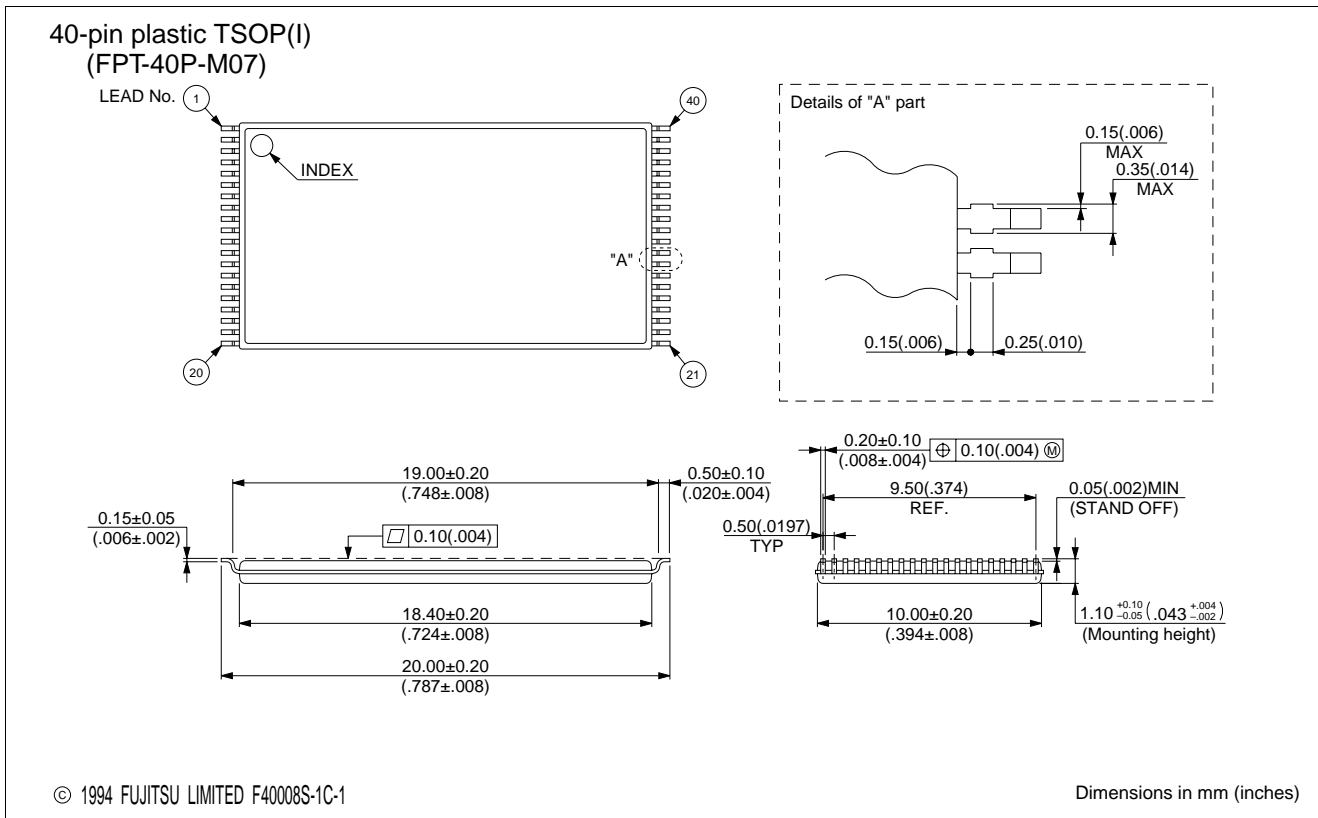 40-pin plastic TSOP(I)
(FPT-40P-M07)
LEAD No. 1
40
INDEX
"A"
20
21
Details of "A" part
0.15(.006)
MAX
0.35(.014)
MAX
0.15(.006)
0.25(.010)
19.00±0.20
(.748±.008)
0.50±0.10
(.020±.004)
0.15±0.05
(.006±.002)
0.10(.004)
18.40±0.20
(.724±.008)
20.00±0.20
(.787±.008)
0.20±0.10
(.008±.004)
⌖ 0.10(.004) Ⓜ
9.50(.374)
REF.
0.05(.002)MIN
(STAND OFF)
0.50(.0197)
TYP
10.00±0.20
(.394±.008)
1.10 +0.10 –0.05 (.043 +.004 –.002)
(Mounting height)
© 1994 FUJITSU LIMITED F40008S-1C-1
Dimensions in mm (inches)